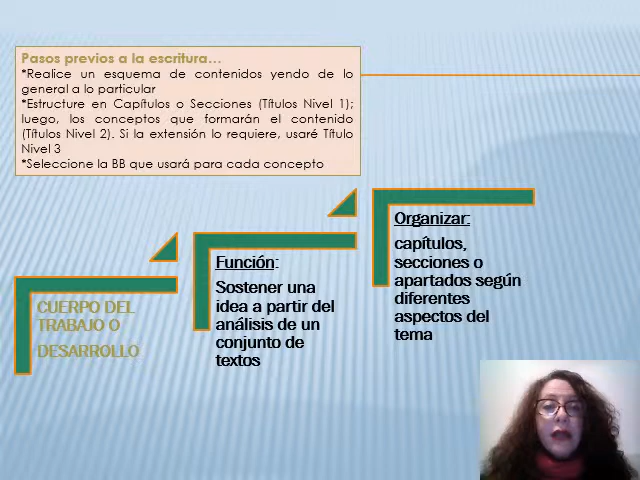 Pasos previos a la escritura…
*Realice un esquema de contenidos yendo de lo
general a lo particular
*Estructure en Capítulos o Secciones (Títulos Nivel 1);
luego, los conceptos que formarán el contenido
(Títulos Nivel 2). Si la extensión lo requiere, usaré Título
Nivel 3
*Seleccione la BB que usará para cada concepto
CUERPO DEL
TRABAJO O
DESARROLLO
Función:
Sostener una
idea a partir del
análisis de un
conjunto de
textos
Organizar:
capítulos,
secciones o
apartados según
diferentes
aspectos del
tema